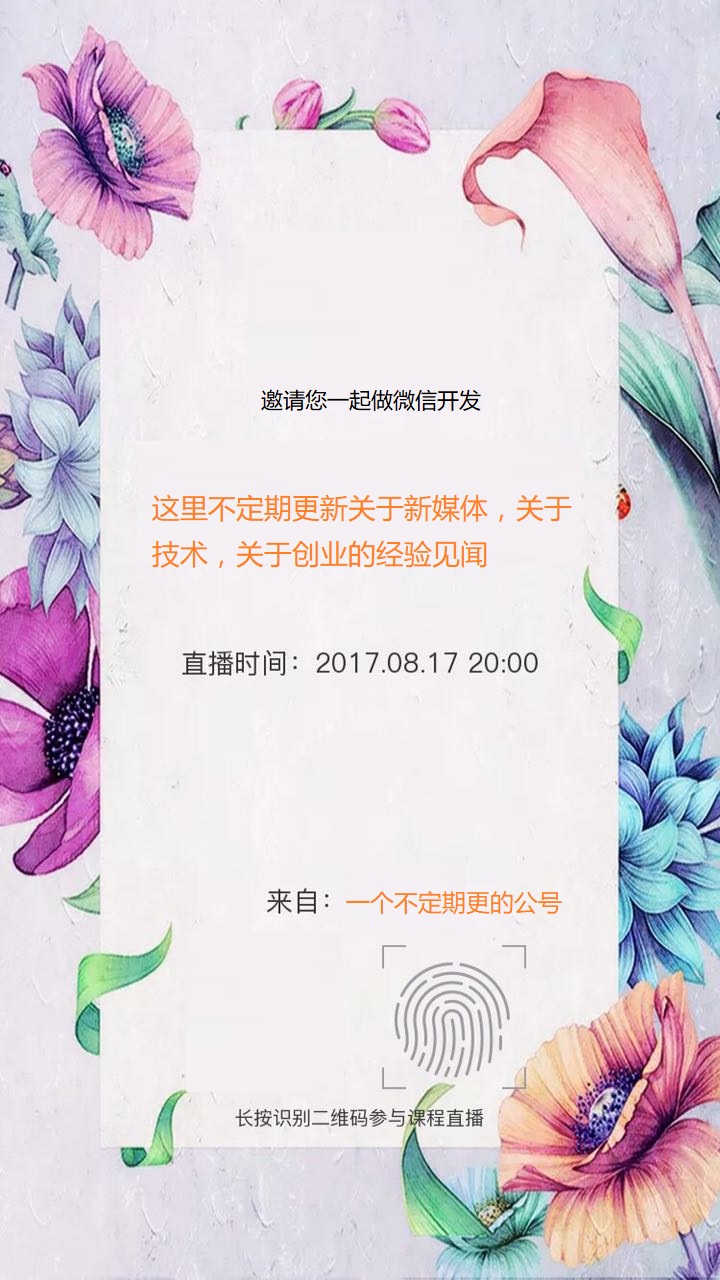 邀请您一起做微信开发
这里不定期更新关于新媒体，关于
技术，关于创业的经验见闻
直播时间：2017.08.17 20:00
来自：一个不定期更的公号
长按识别二维码参与课程直播